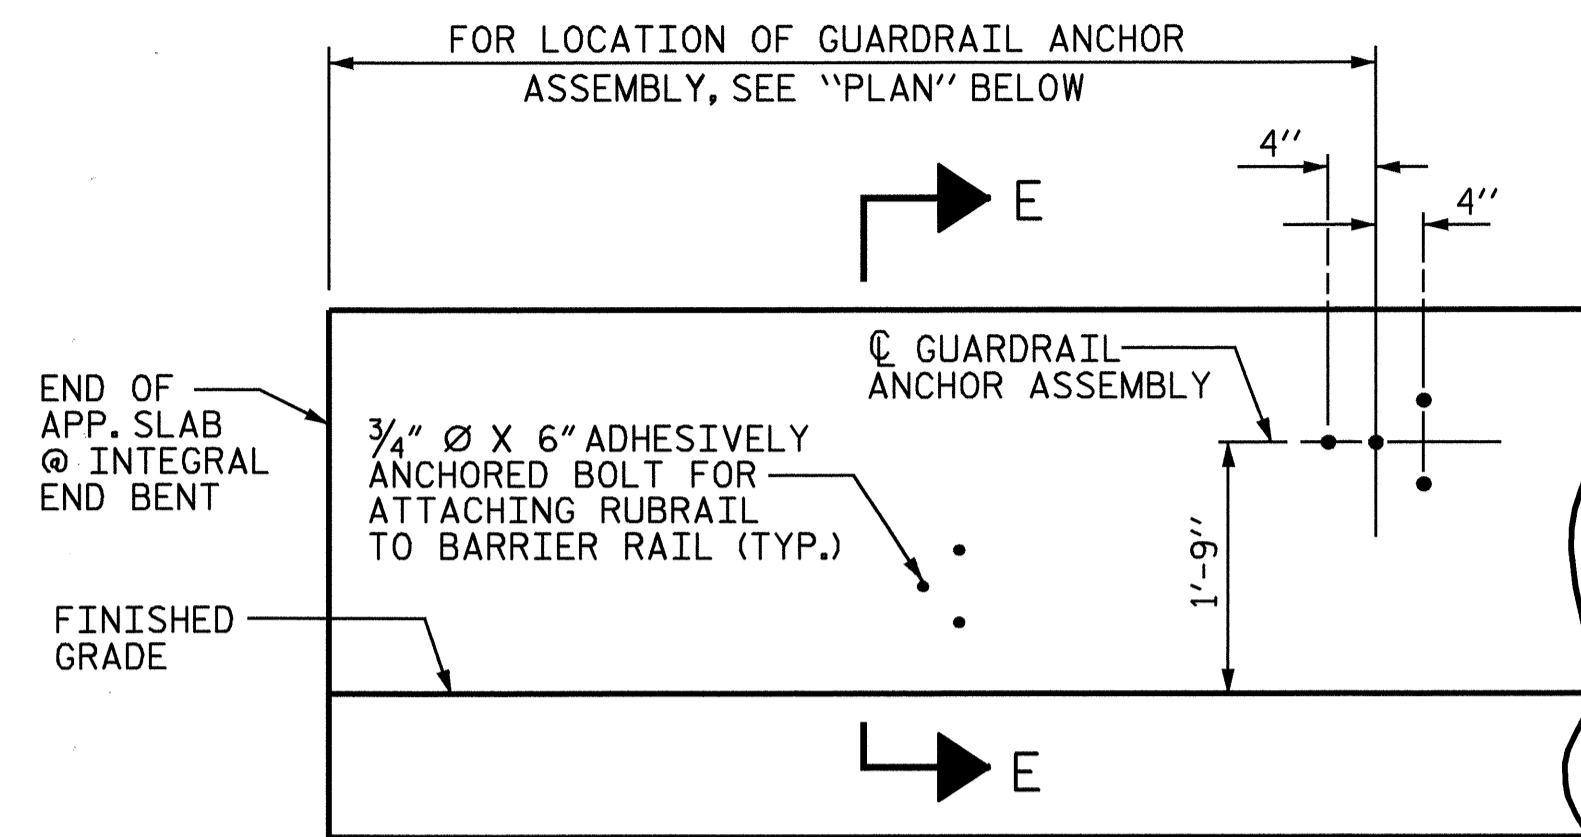 FOR LOCATION OF GUARDRAIL ANCHOR
ASSEMBLY, SEE "PLAN" BELOW
4"
4"
E
℄ GUARDRAIL
ANCHOR ASSEMBLY
END OF
APP. SLAB
@ INTEGRAL
END BENT
¾" Ø X 6" ADHESIVELY
ANCHORED BOLT FOR
ATTACHING RUBRAIL
TO BARRIER RAIL (TYP.)
1'-9"
FINISHED
GRADE
E